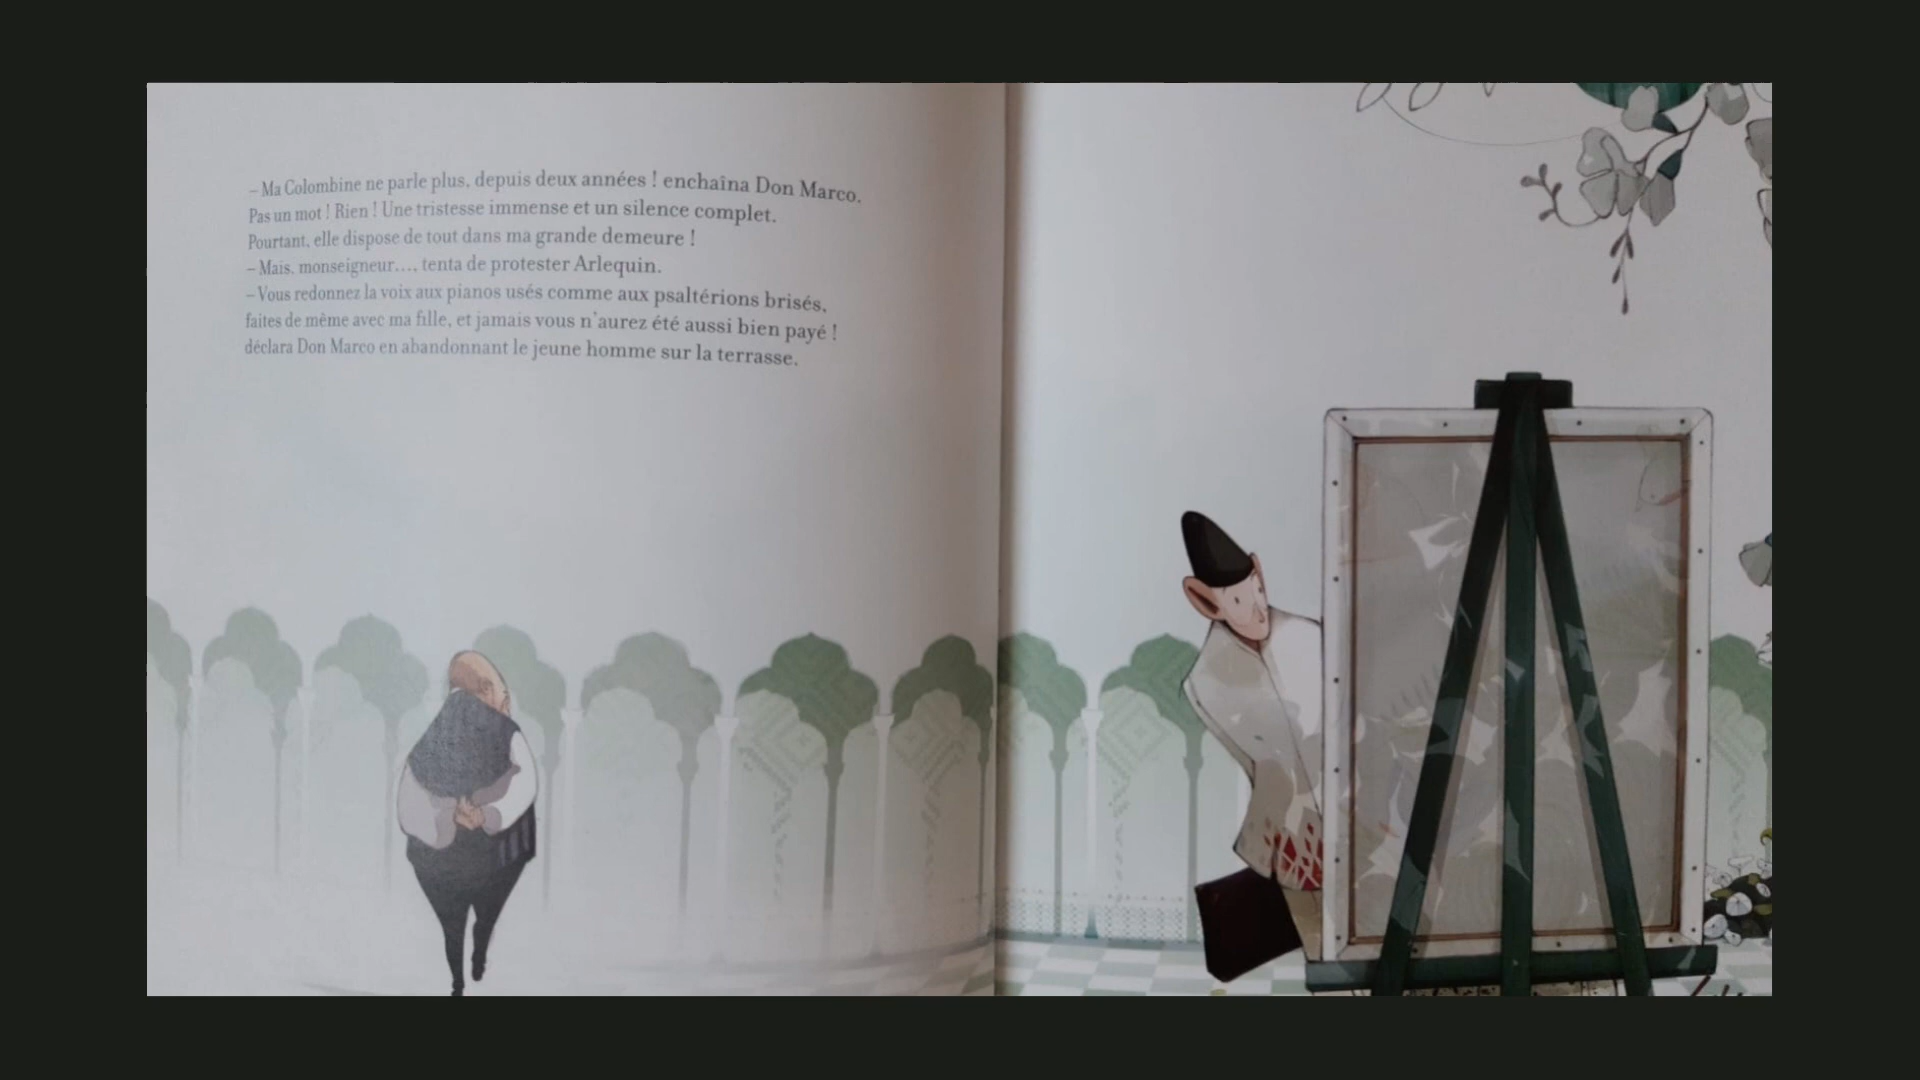 – Ma Colombine ne parle plus, depuis deux années ! enchaîna Don Marco.
Pas un mot ! Rien ! Une tristesse immense et un silence complet.
Pourtant, elle dispose de tout dans ma grande demeure !
– Mais, monseigneur…, tenta de protester Arlequin.
– Vous redonnez la voix aux pianos usés comme aux psaltérions brisés,
faites de même avec ma fille, et jamais vous n'aurez été aussi bien payé !
déclara Don Marco en abandonnant le jeune homme sur la terrasse.